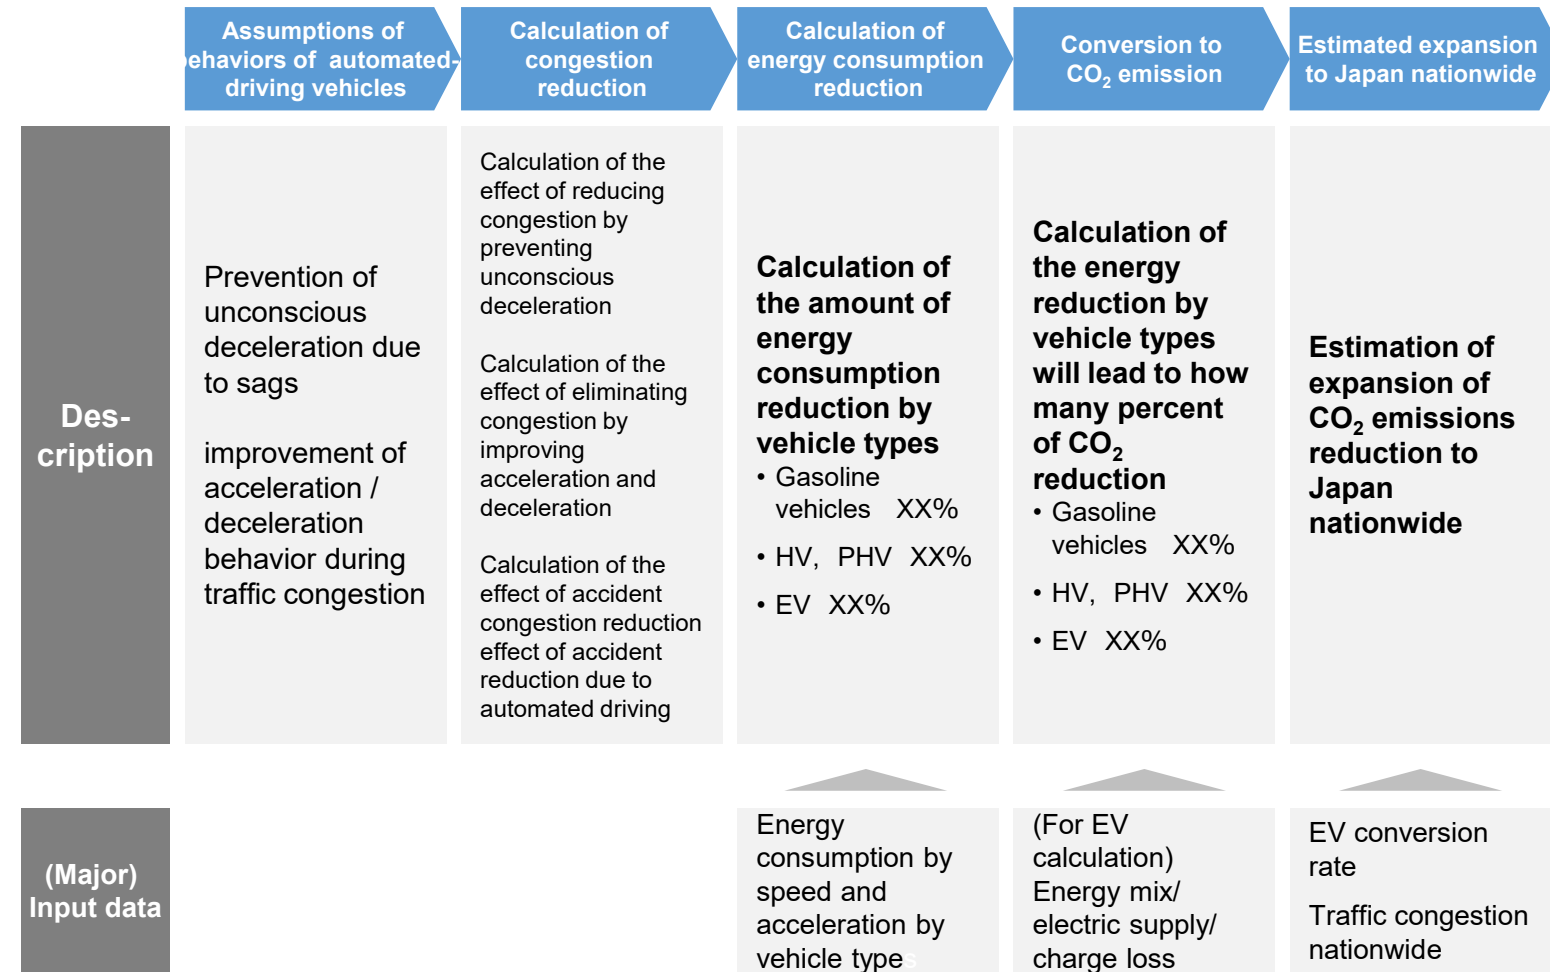 Assumptions of
behaviors of automated-
driving vehicles
Calculation of
congestion
reduction
Calculation of
energy consumption
reduction
Conversion to
CO₂ emission
Estimated expansion
to Japan nationwide
Des-
cription
Prevention of
unconscious
deceleration due
to sags
improvement of
acceleration /
deceleration
behavior during
traffic congestion
Calculation of the
effect of reducing
congestion by
preventing
unconscious
deceleration
Calculation of the
effect of eliminating
congestion by
improving
acceleration and
deceleration
Calculation of the
effect of accident
congestion reduction
effect of accident
reduction due to
automated driving
Calculation of
the amount of
energy
consumption
reduction by
vehicle types
• Gasoline
vehicles XX%
• HV, PHV XX%
• EV XX%
Calculation of
the energy
reduction by
vehicle types
will lead to how
many percent
of CO₂
reduction
• Gasoline
vehicles XX%
• HV, PHV XX%
• EV XX%
Estimation of
expansion of
CO₂ emissions
reduction to
Japan
nationwide
(Major)
Input data
Energy
consumption by
speed and
acceleration by
vehicle types
(For EV
calculation)
Energy mix/
electric supply/
charge loss
EV conversion
rate
Traffic congestion
nationwide